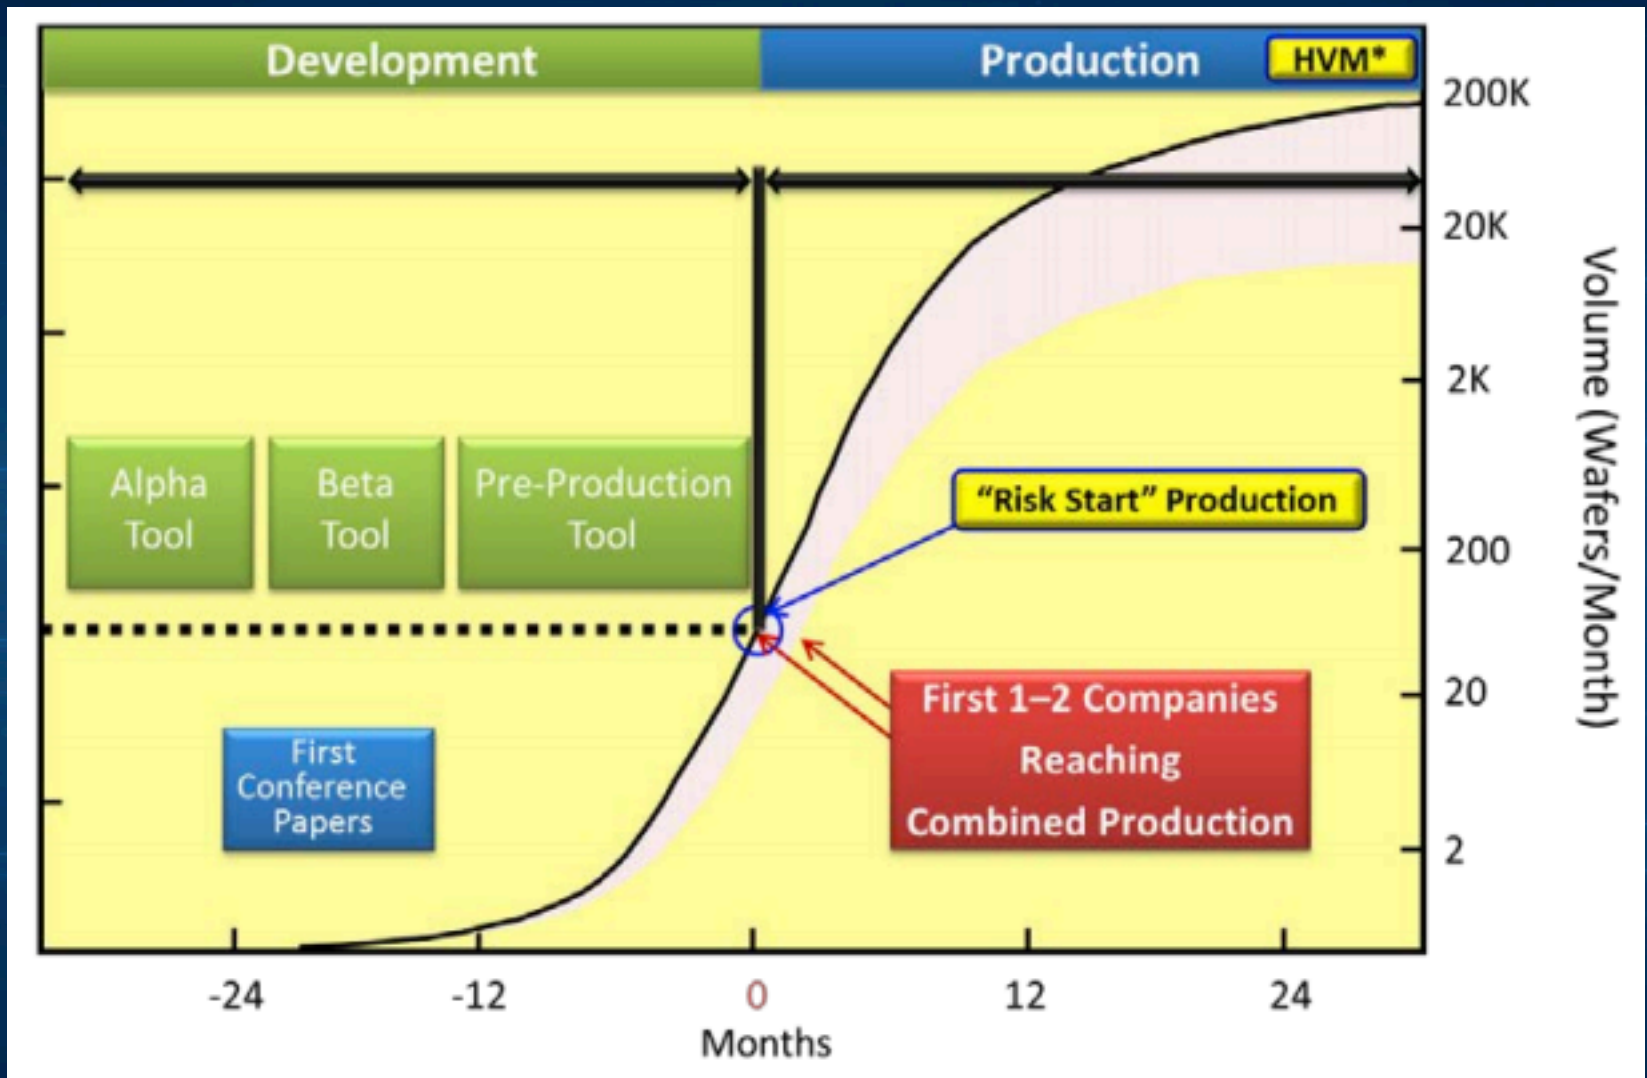 Development
Production
HVM*
200K
20K
2K
200
20
2
Volume (Wafers/Month)
Alpha
Tool
Beta
Tool
Pre-Production
Tool
“Risk Start” Production
First
Conference
Papers
First 1–2 Companies
Reaching
Combined Production
-24
-12
0
12
24
Months